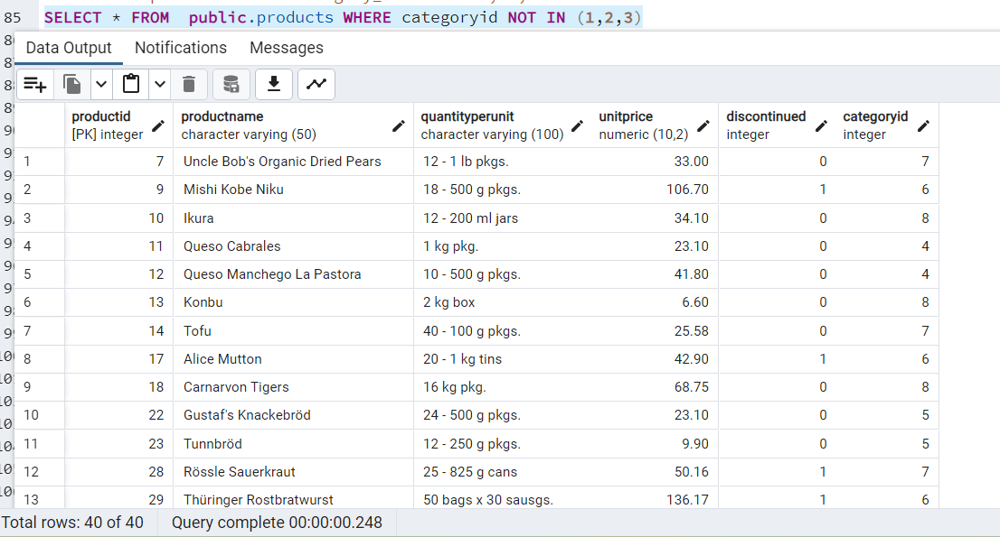 85 SELECT * FROM  public.products WHERE categoryid NOT IN (1,2,3)
Data Output Notifications Messages
productid productname quantityperunit unitprice discontinued categoryid
[PK] integer character varying (50) character varying (100) numeric (10,2) integer integer
1 7 Uncle Bob's Organic Dried Pears 12 - 1 lb pkgs. 33.00 0 7
2 9 Mishi Kobe Niku 18 - 500 g pkgs. 106.70 1 6
3 10 Ikura 12 - 200 ml jars 34.10 0 8
4 11 Queso Cabrales 1 kg pkg. 23.10 0 4
5 12 Queso Manchego La Pastora 10 - 500 g pkgs. 41.80 0 4
6 13 Konbu 2 kg box 6.60 0 8
7 14 Tofu 40 - 100 g pkgs. 25.58 0 7
8 17 Alice Mutton 20 - 1 kg tins 42.90 1 6
9 18 Carnarvon Tigers 16 kg pkg. 68.75 0 8
10 22 Gustaf's Knackebröd 24 - 500 g pkgs. 23.10 0 5
11 23 Tunnbröd 12 - 250 g pkgs. 9.90 0 5
12 28 Rössle Sauerkraut 25 - 825 g cans 50.16 1 7
13 29 Thüringer Rostbratwurst 50 bags x 30 sausgs. 136.17 1 6
Total rows: 40 of 40 Query complete 00:00:00.248